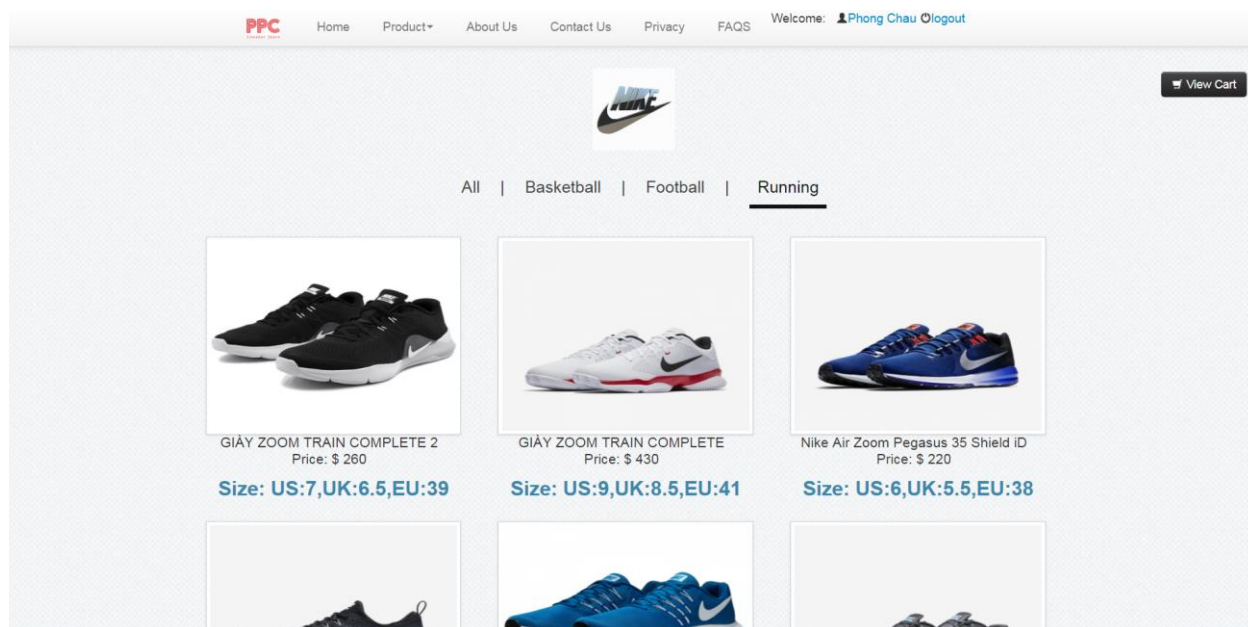 PPC
Home Product About Us Contact Us Privacy FAQS Welcome: Phong Chau logout
View Cart
NIKE
All | Basketball | Football | Running
GIÀY ZOOM TRAIN COMPLETE 2
Price: $ 260
Size: US:7,UK:6.5,EU:39
GIÀY ZOOM TRAIN COMPLETE
Price: $ 430
Size: US:9,UK:8.5,EU:41
Nike Air Zoom Pegasus 35 Shield iD
Price: $ 220
Size: US:6,UK:5.5,EU:38